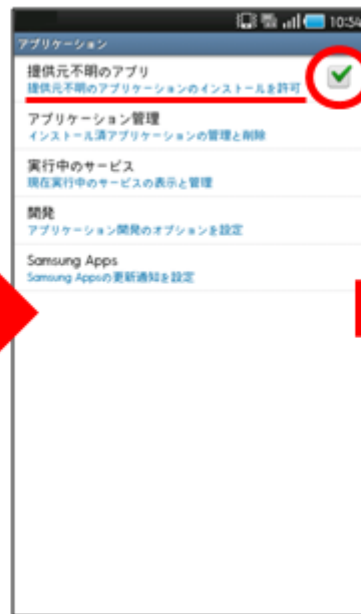 10:54
アプリケーション
提供元不明のアプリ
提供元不明のアプリケーションのインストールを許可
アプリケーション管理
インストール済アプリケーションの管理と削除
実行中のサービス
現在実行中のサービスの表示と管理
開発
アプリケーション開発のオプションを設定
Samsung Apps
Samsung Appsの更新通知を設定